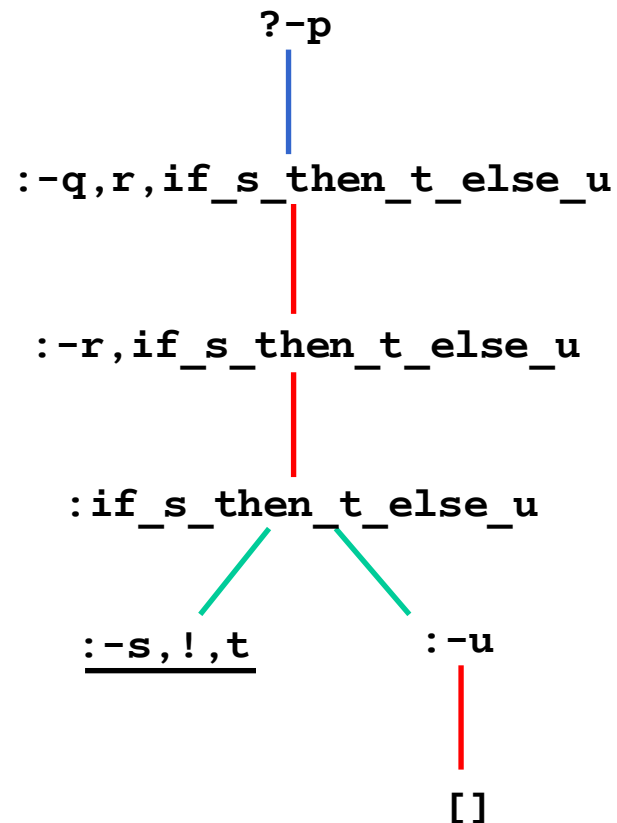 ?-p
:-q,r,if_s_then_t_else_u
:-r,if_s_then_t_else_u
:if_s_then_t_else_u
:-s,!,t
:-u
[]